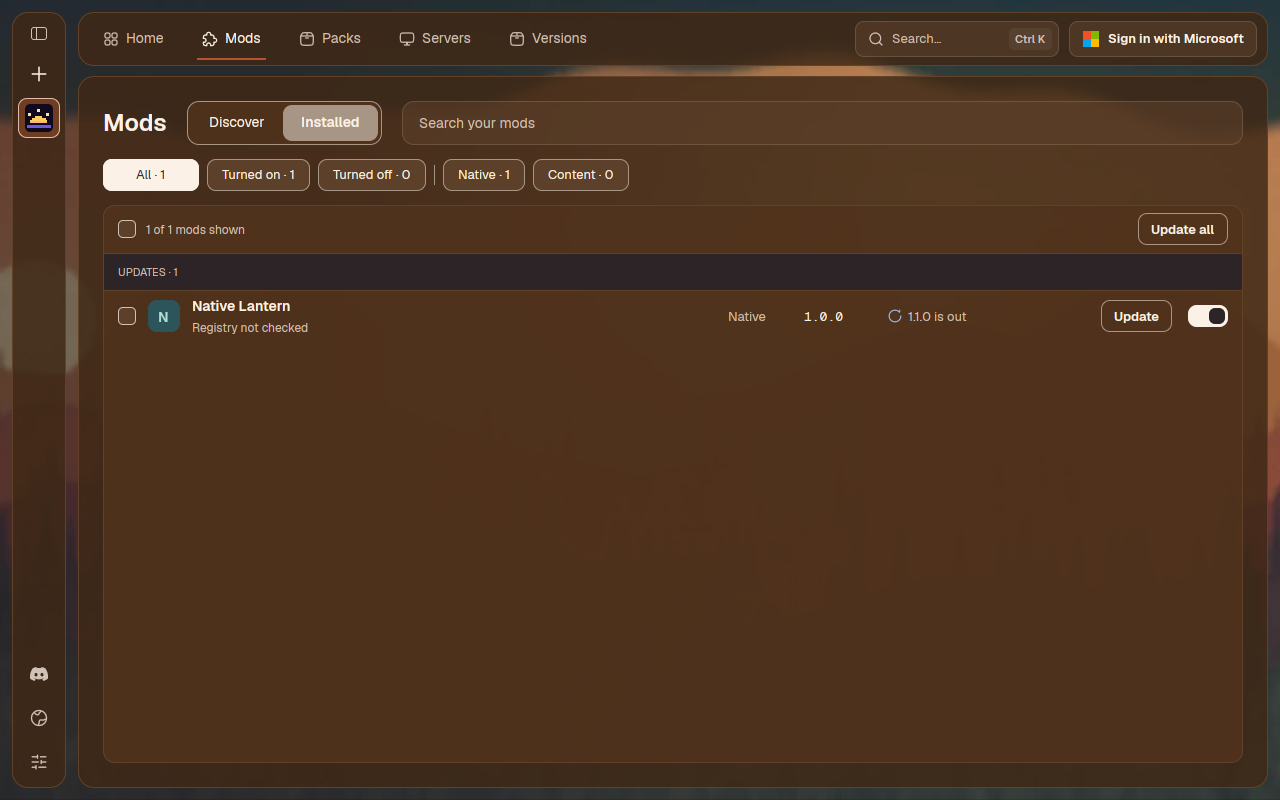 Home
Mods
Packs
Servers
Versions
Search...
Ctrl K
Sign in with Microsoft
Mods
Discover
Installed
Search your mods
All · 1
Turned on · 1
Turned off · 0
Native · 1
Content · 0
1 of 1 mods shown
Update all
UPDATES · 1
N
Native Lantern
Registry not checked
Native
1.0.0
1.1.0 is out
Update